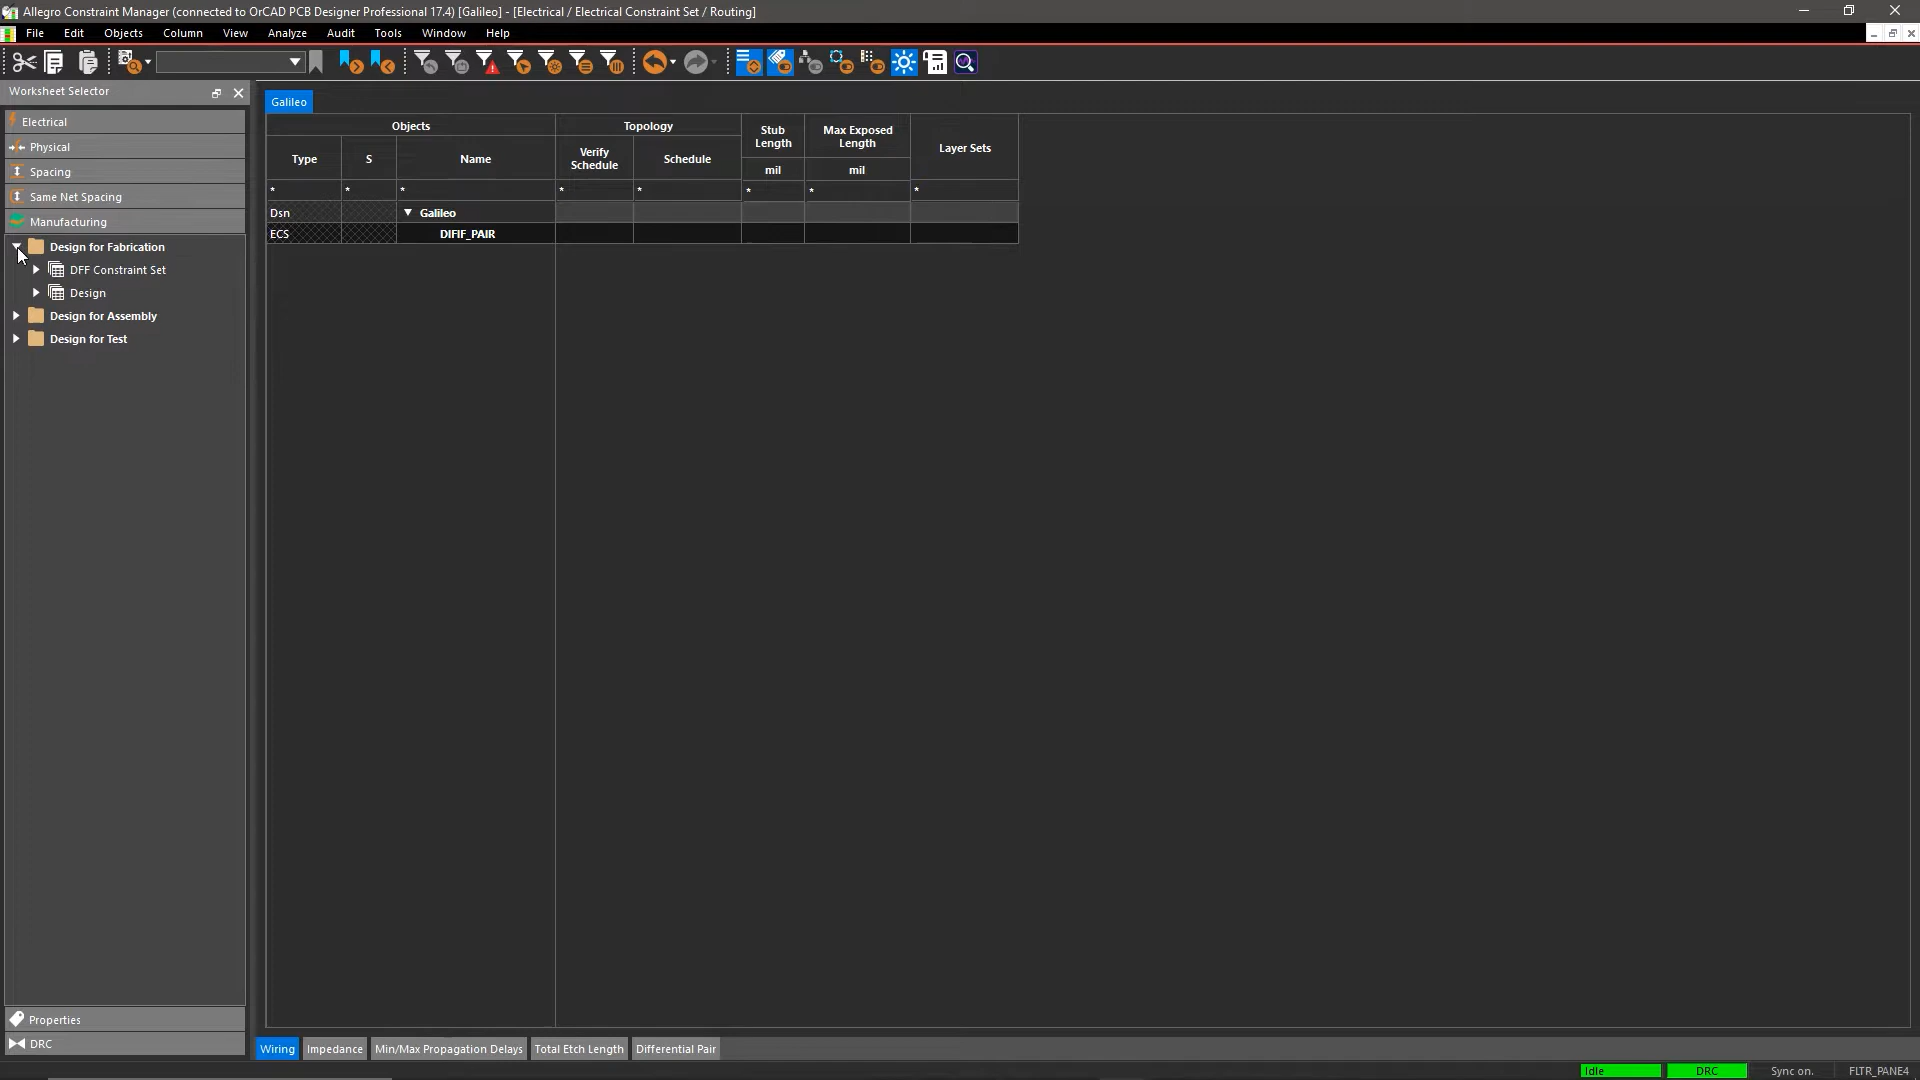 Allegro Constraint Manager (connected to OrCAD PCB Designer Professional 17.4) [Galileo] - [Electrical / Electrical Constraint Set / Routing]
File Edit Objects Column View Analyze Audit Tools Window Help
Worksheet Selector
Electrical
Physical
Spacing
Same Net Spacing
Manufacturing
Design for Fabrication
DFF Constraint Set
Design
Design for Assembly
Design for Test
Properties
DRC
Galileo
Objects Topology Stub Length Max Exposed Length Layer Sets
Type S Name Verify Schedule Schedule mil mil
* * * * * * * *
Dsn Galileo
ECS DIFIF_PAIR
Wiring Impedance Min/Max Propagation Delays Total Etch Length Differential Pair
Idle DRC Sync on. FLTR_PANE4